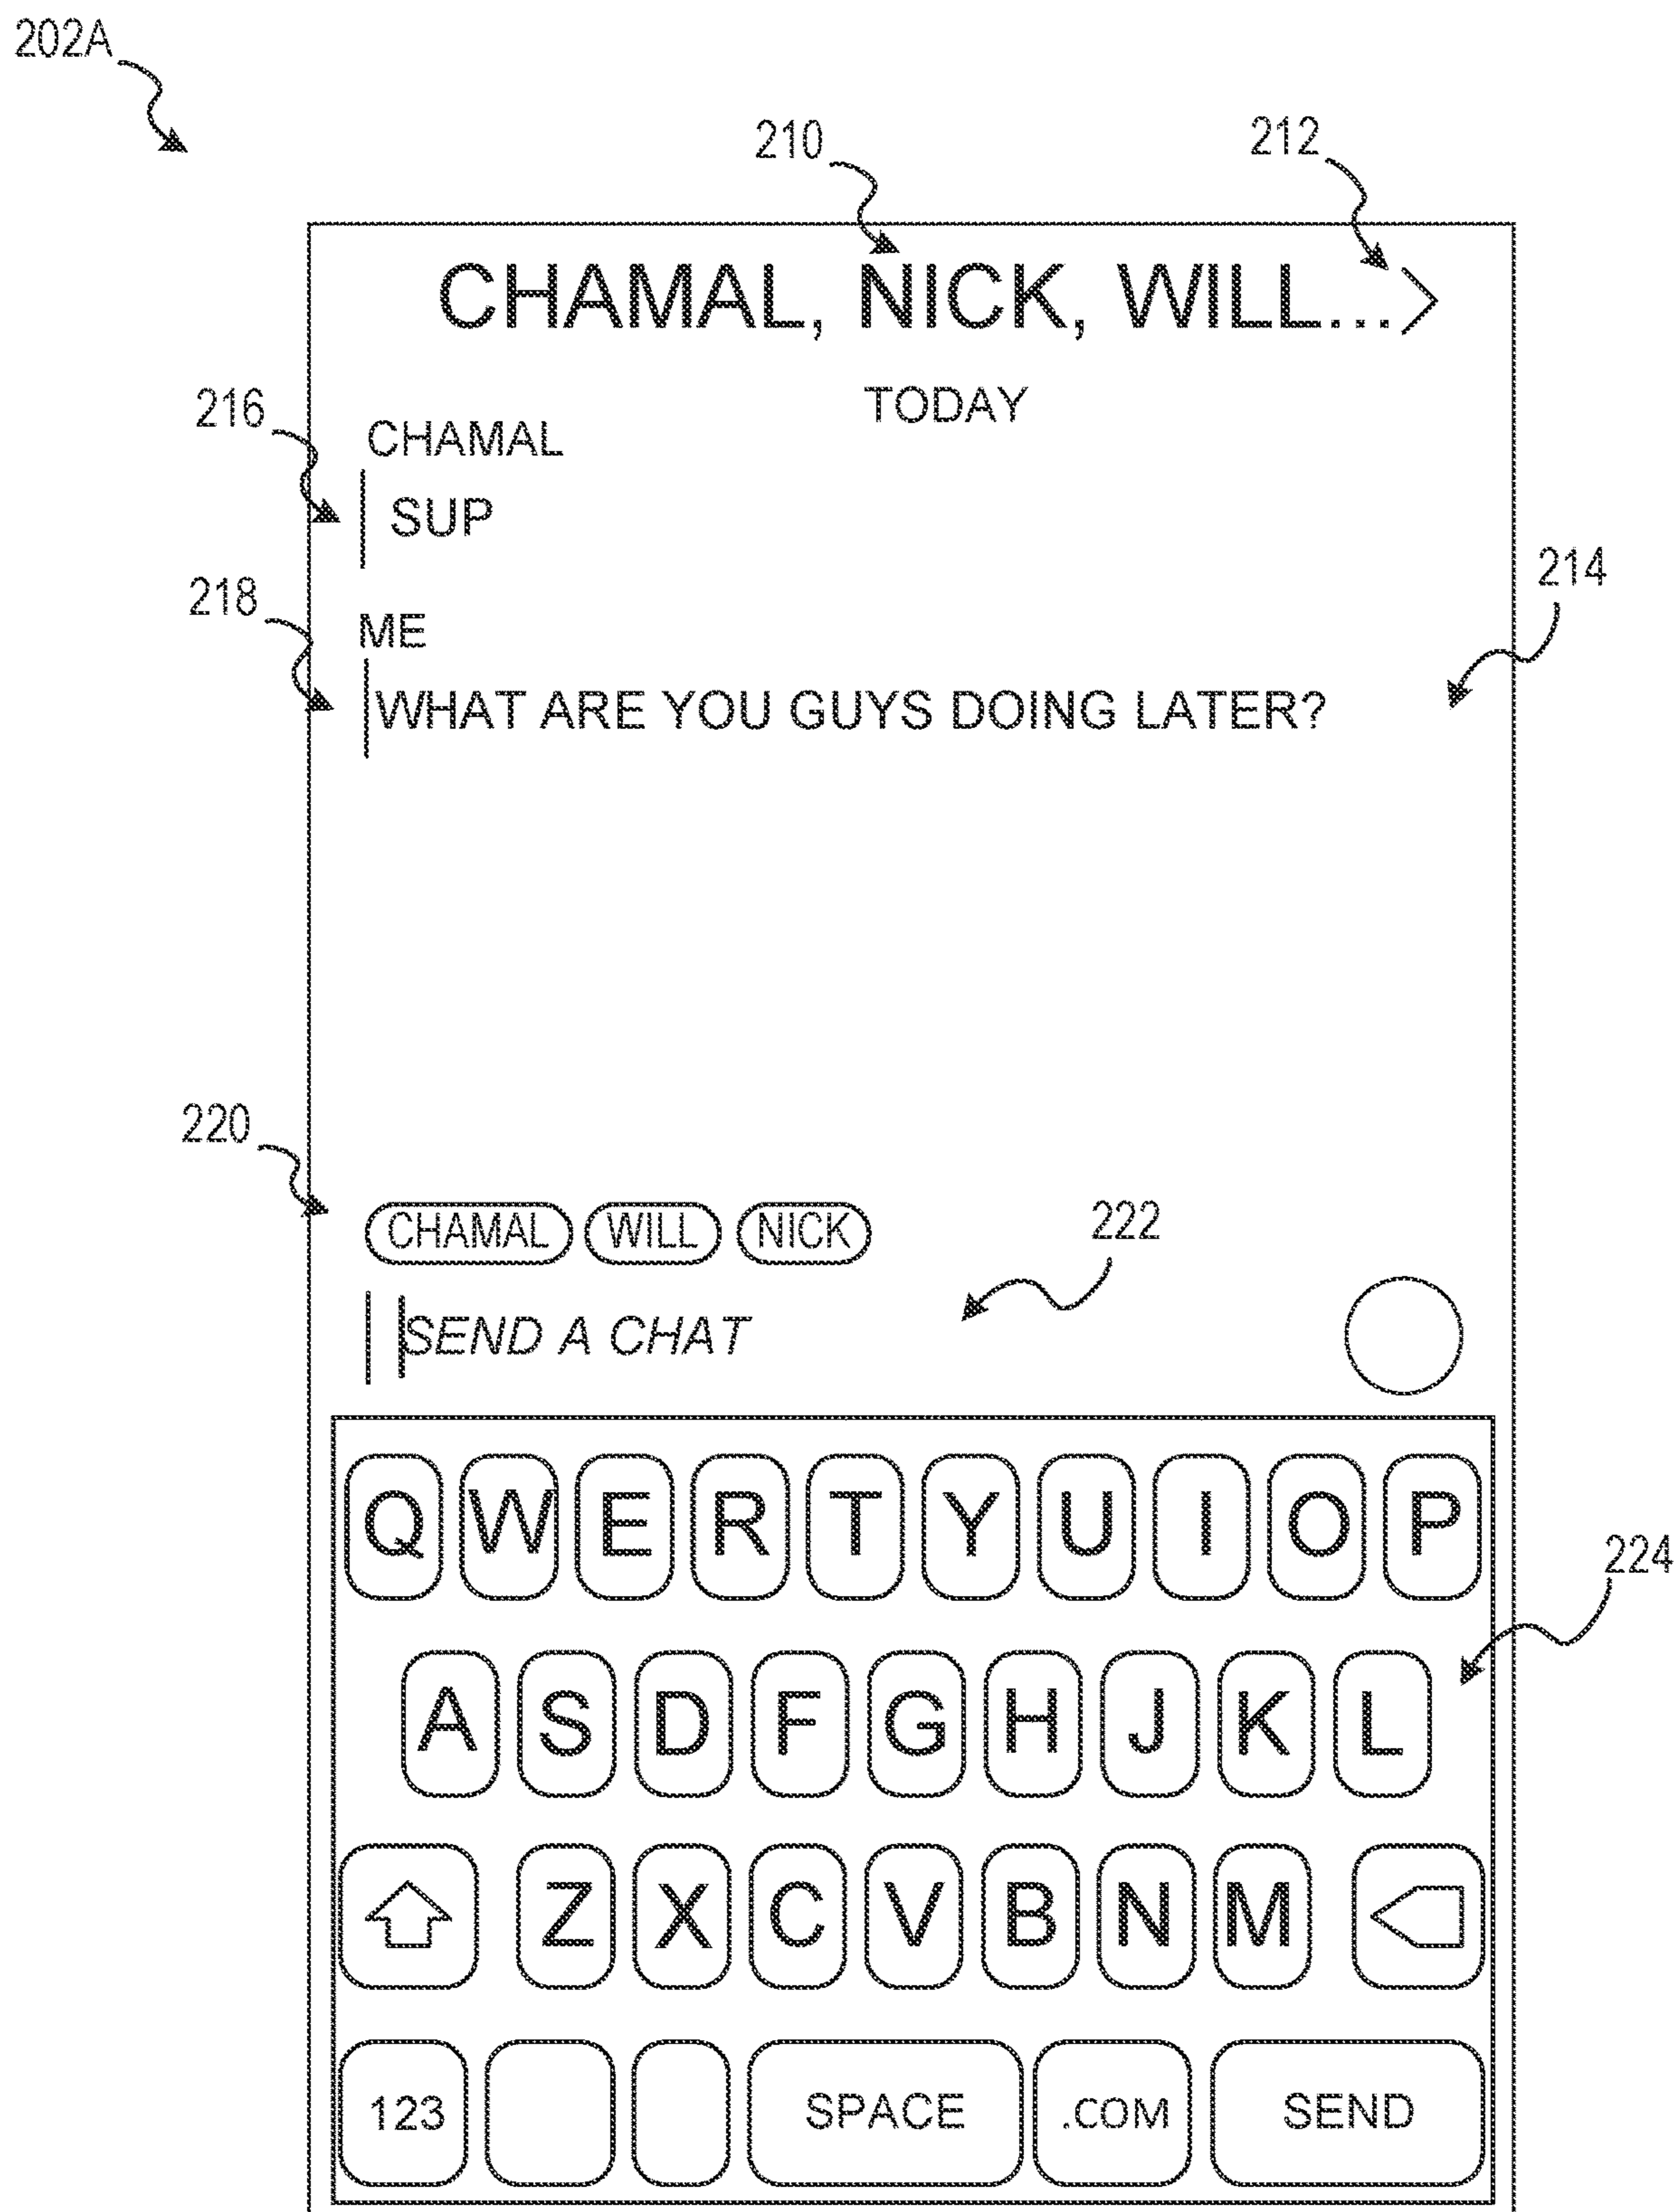 202A
210
212
CHAMAL, NICK, WILL...
TODAY
216
CHAMAL
SUP
214
218
ME
WHAT ARE YOU GUYS DOING LATER?
220
CHAMAL WILL NICK
222
SEND A CHAT
Q W E R T Y U I O P
224
A S D F G H J K L
Z X C V B N M
123 SPACE .COM SEND